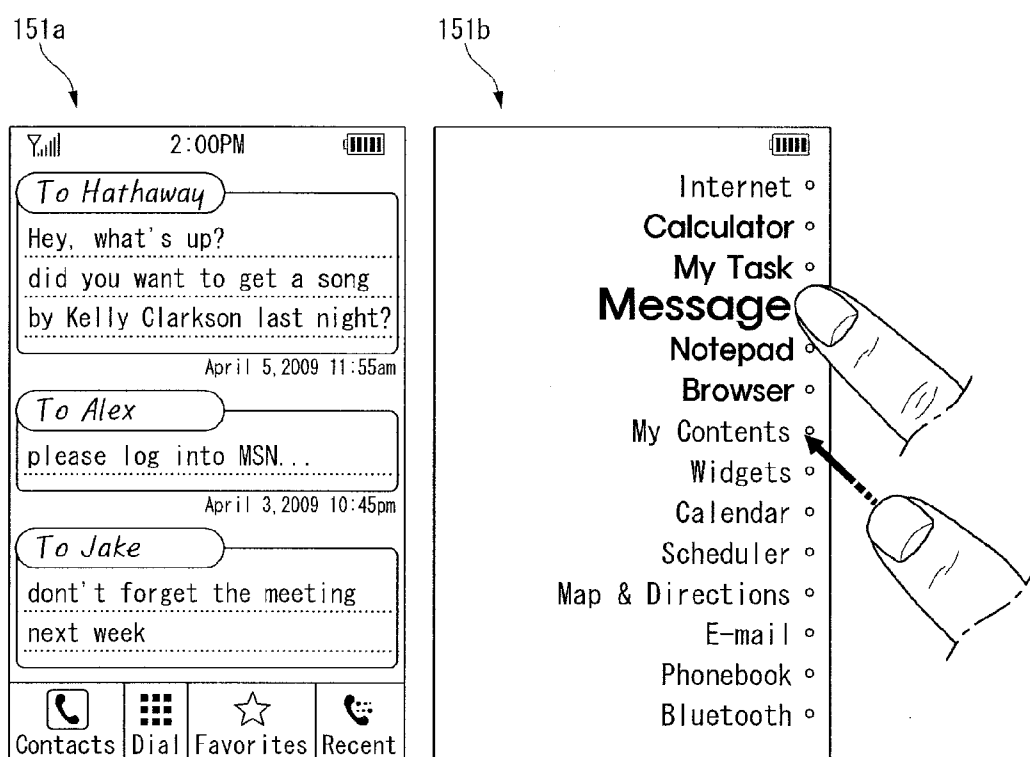 151a
151b
2:00PM
To Hathaway
Hey, what's up?
did you want to get a song
by Kelly Clarkson last night?
April 5, 2009 11:55am
To Alex
please log into MSN...
April 3, 2009 10:45pm
To Jake
dont't forget the meeting
next week
Contacts Dial Favorites Recent
Internet
Calculator
My Task
Message
Notepad
Browser
My Contents
Widgets
Calendar
Scheduler
Map & Directions
E-mail
Phonebook
Bluetooth